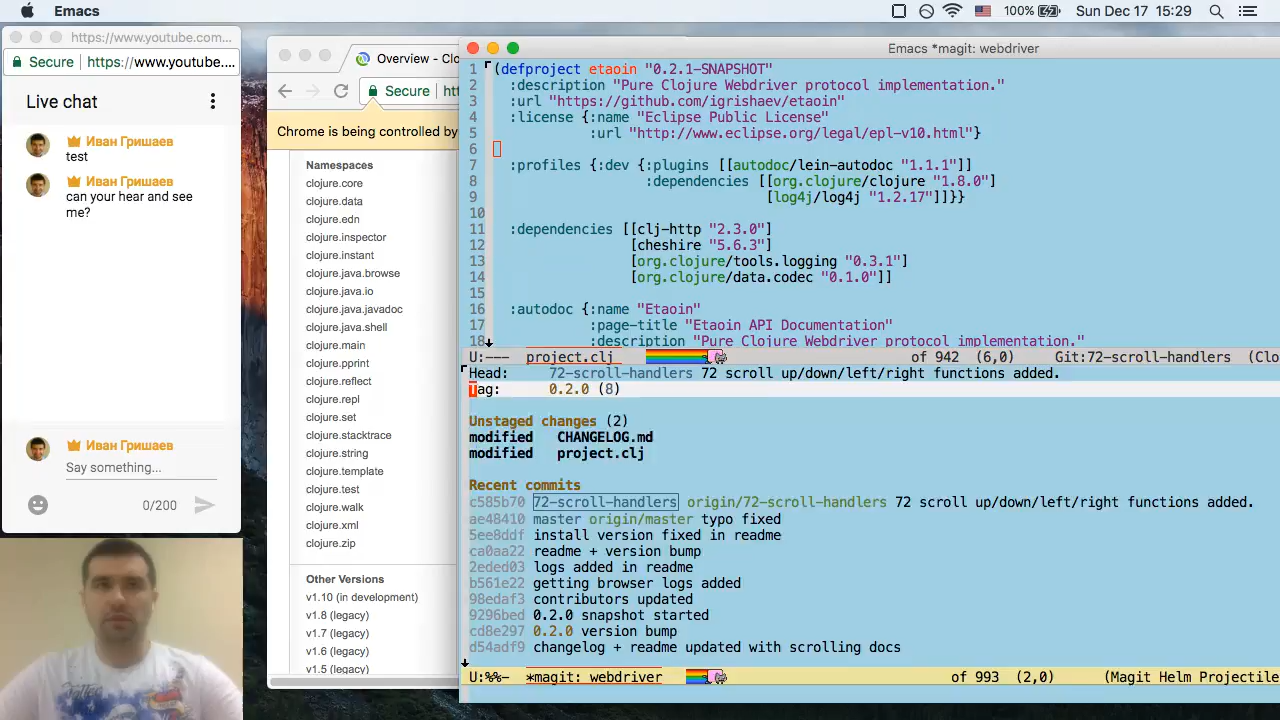 Emacs
100%
Sun Dec 17 15:29
https://www.youtube.com...
Secure
https://www.youtube....
Live chat
Иван Гришаев
test
Иван Гришаев
can your hear and see
me?
Иван Гришаев
Say something...
0/200
Overview - Clo
Secure
htt
Chrome is being controlled by
Namespaces
clojure.core
clojure.data
clojure.edn
clojure.inspector
clojure.instant
clojure.java.browse
clojure.java.io
clojure.java.javadoc
clojure.java.shell
clojure.main
clojure.pprint
clojure.reflect
clojure.repl
clojure.set
clojure.stacktrace
clojure.string
clojure.template
clojure.test
clojure.walk
clojure.xml
clojure.zip
Other Versions
v1.10 (in development)
v1.8 (legacy)
v1.7 (legacy)
v1.6 (legacy)
v1.5 (legacy)
Emacs *magit: webdriver
1 (defproject etaoin "0.2.1-SNAPSHOT"
2 :description "Pure Clojure Webdriver protocol implementation."
3 :url "https://github.com/igrishaev/etaoin"
4 :license {:name "Eclipse Public License"
5 :url "http://www.eclipse.org/legal/epl-v10.html"}
6
7 :profiles {:dev {:plugins [[autodoc/lein-autodoc "1.1.1"]]
8 :dependencies [[org.clojure/clojure "1.8.0"]
9 [log4j/log4j "1.2.17"]]}}
10
11 :dependencies [[clj-http "2.3.0"]
12 [cheshire "5.6.3"]
13 [org.clojure/tools.logging "0.3.1"]
14 [org.clojure/data.codec "0.1.0"]]
15
16 :autodoc {:name "Etaoin"
17 :page-title "Etaoin API Documentation"
18 :description "Pure Clojure Webdriver protocol implementation."
U:--- project.clj of 942 (6,0) Git:72-scroll-handlers (Clo
Head: 72-scroll-handlers 72 scroll up/down/left/right functions added.
Tag: 0.2.0 (8)
Unstaged changes (2)
modified CHANGELOG.md
modified project.clj
Recent commits
c585b70 72-scroll-handlers origin/72-scroll-handlers 72 scroll up/down/left/right functions added.
ae48410 master origin/master typo fixed
5ee8ddf install version fixed in readme
ca0aa22 readme + version bump
2eded03 logs added in readme
b561e22 getting browser logs added
98edaf3 contributors updated
9296bed 0.2.0 snapshot started
cd8e297 0.2.0 version bump
d54adf9 changelog + readme updated with scrolling docs
U:%%- *magit: webdriver of 993 (2,0) (Magit Helm Projectile